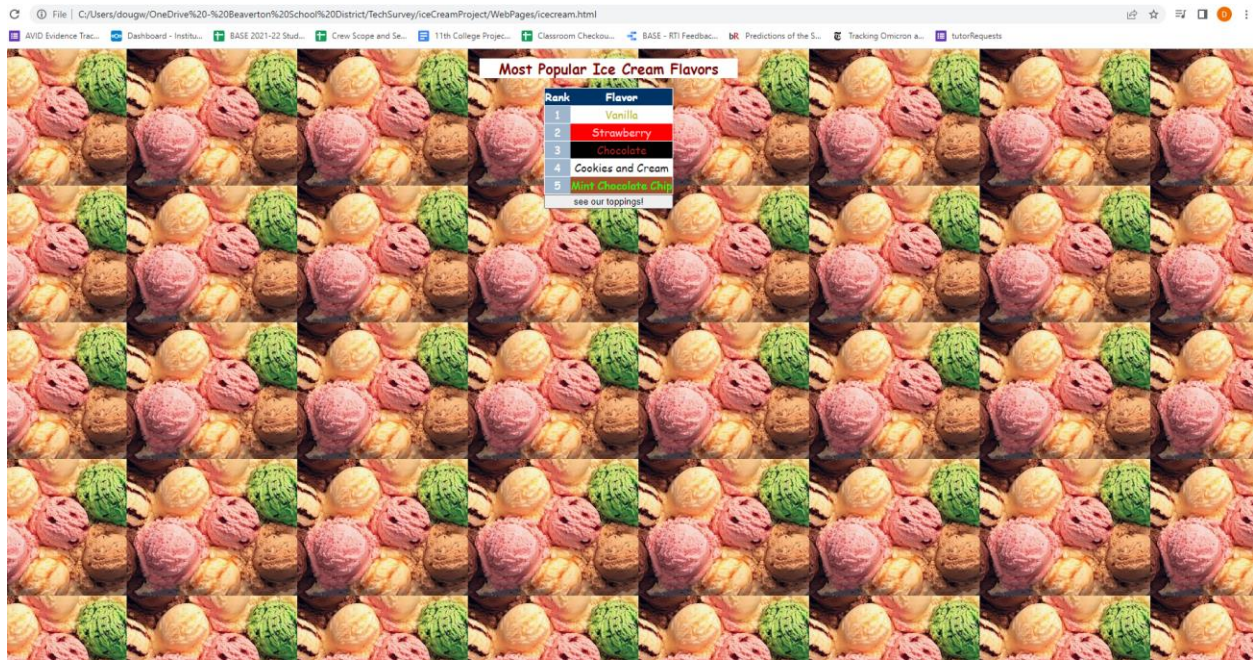 File | C:/Users/dougw/OneDrive%20-%20Beaverton%20School%20District/TechSurvey/iceCreamProject/WebPages/icecream.html
D
AVID Evidence Trac... Dashboard - Institu... BASE 2021-22 Stud... Crew Scope and Se... 11th College Projec... Classroom Checkou... BASE - RTI Feedbac... bR Predictions of the S... Tracking Omicron a... tutorRequests
Most Popular Ice Cream Flavors
Rank Flavor
1 Vanilla
2 Strawberry
3 Chocolate
4 Cookies and Cream
5 Mint Chocolate Chip
see our toppings!